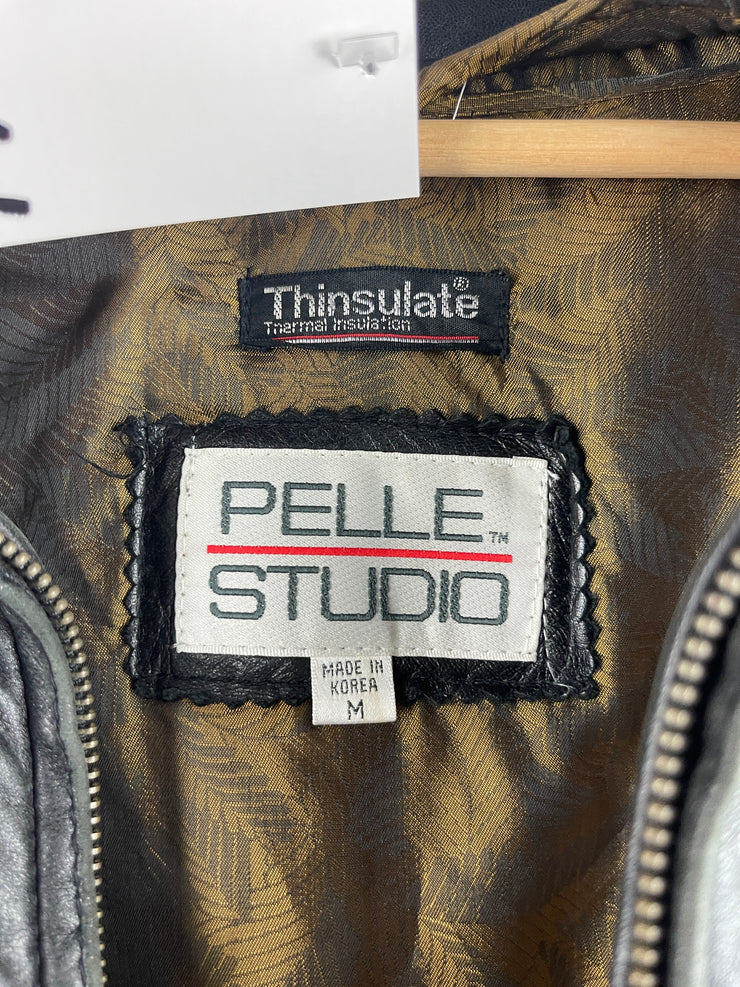 Thinsulate®
Thermal Insulation
PELLE™
STUDIO
MADE IN
KOREA
M